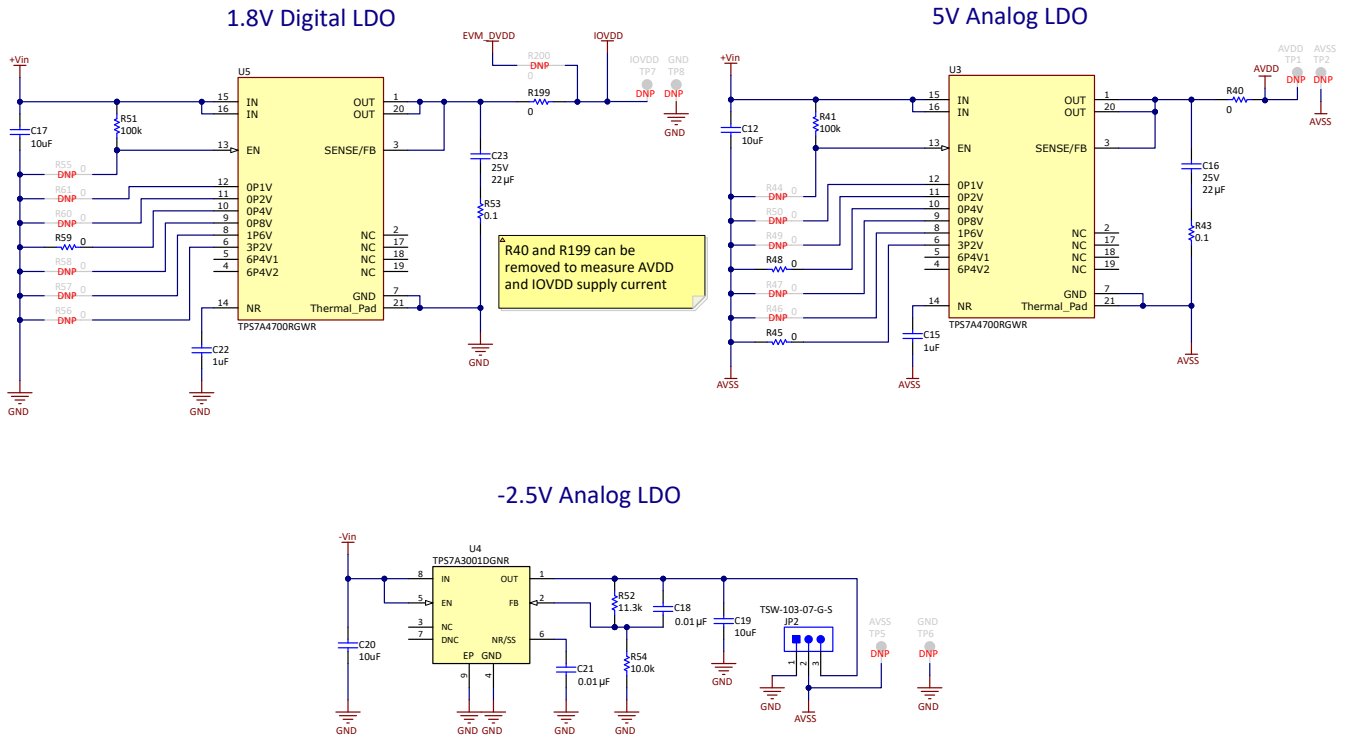 1.8V Digital LDO
+Vin
C17
10uF
R51
100k
R55 0
DNP
R61 0
DNP
R60 0
DNP
R59 0
R58 0
DNP
R57 0
DNP
R56 0
DNP
GND
U5
15 IN
16 IN
13 EN
12 0P1V
11 0P2V
10 0P4V
9 0P8V
8 1P6V
6 3P2V
5 6P4V1
4 6P4V2
14 NR
OUT 1
OUT 20
SENSE/FB 3
NC 2
NC 17
NC 18
NC 19
GND 7
Thermal_Pad 21
TPS7A4700RGWR
C22
1uF
GND
EVM_DVDD
R200
DNP
0
IOVDD
R199
0
C23
25V
22µF
R53
0.1
GND
IOVDD
TP7
DNP
GND
TP8
DNP
GND
R40 and R199 can be
removed to measure AVDD
and IOVDD supply current
5V Analog LDO
+Vin
C12
10uF
R41
100k
R44 0
DNP
R50 0
DNP
R49 0
DNP
R48 0
R47 0
DNP
R46 0
DNP
R45 0
AVSS
U3
15 IN
16 IN
13 EN
12 0P1V
11 0P2V
10 0P4V
9 0P8V
8 1P6V
6 3P2V
5 6P4V1
4 6P4V2
14 NR
OUT 1
OUT 20
SENSE/FB 3
NC 2
NC 17
NC 18
NC 19
GND 7
Thermal_Pad 21
TPS7A4700RGWR
C15
1uF
AVSS
C16
25V
22µF
R43
0.1
AVSS
R40
0
AVDD
AVDD
TP1
DNP
AVSS
TP2
DNP
AVSS
-2.5V Analog LDO
-Vin
C20
10uF
GND
U4
TPS7A3001DGNR
8 IN
5 EN
3 NC
7 DNC
OUT 1
FB 2
NR/SS 6
EP GND
9 4
GND GND
C21
0.01µF
GND
R52
11.3k
C18
0.01µF
R54
10.0k
GND
C19
10uF
GND
TSW-103-07-G-S
JP2
1 2 3
GND
AVSS
AVSS
TP5
DNP
GND
TP6
DNP
GND